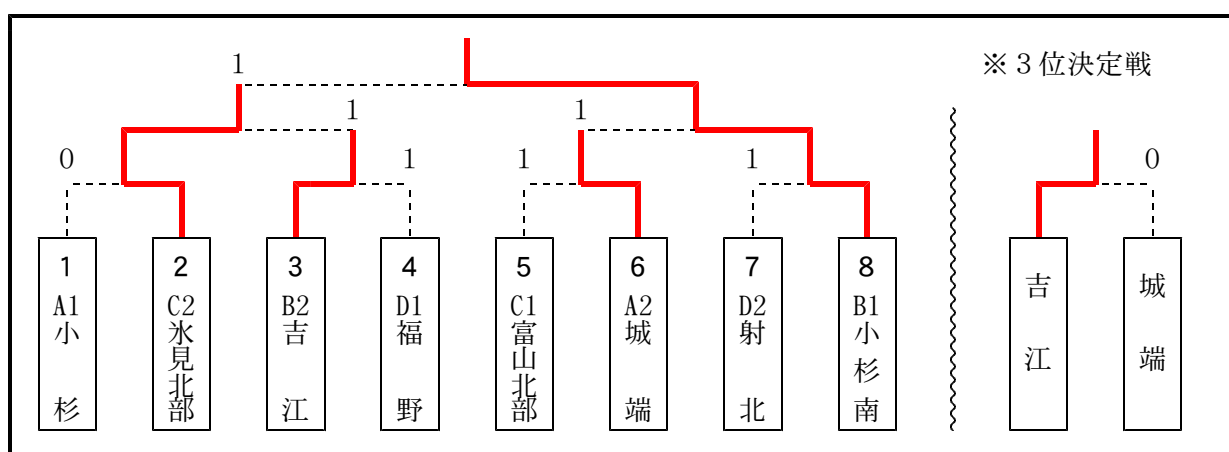 ※３位決定戦
1
1
1
0
1
1
1
0
1
A1
小杉
2
C2
氷見北部
3
B2
吉江
4
D1
福野
5
C1
富山北部
6
A2
城端
7
D2
射北
8
B1
小杉南
吉江
城端